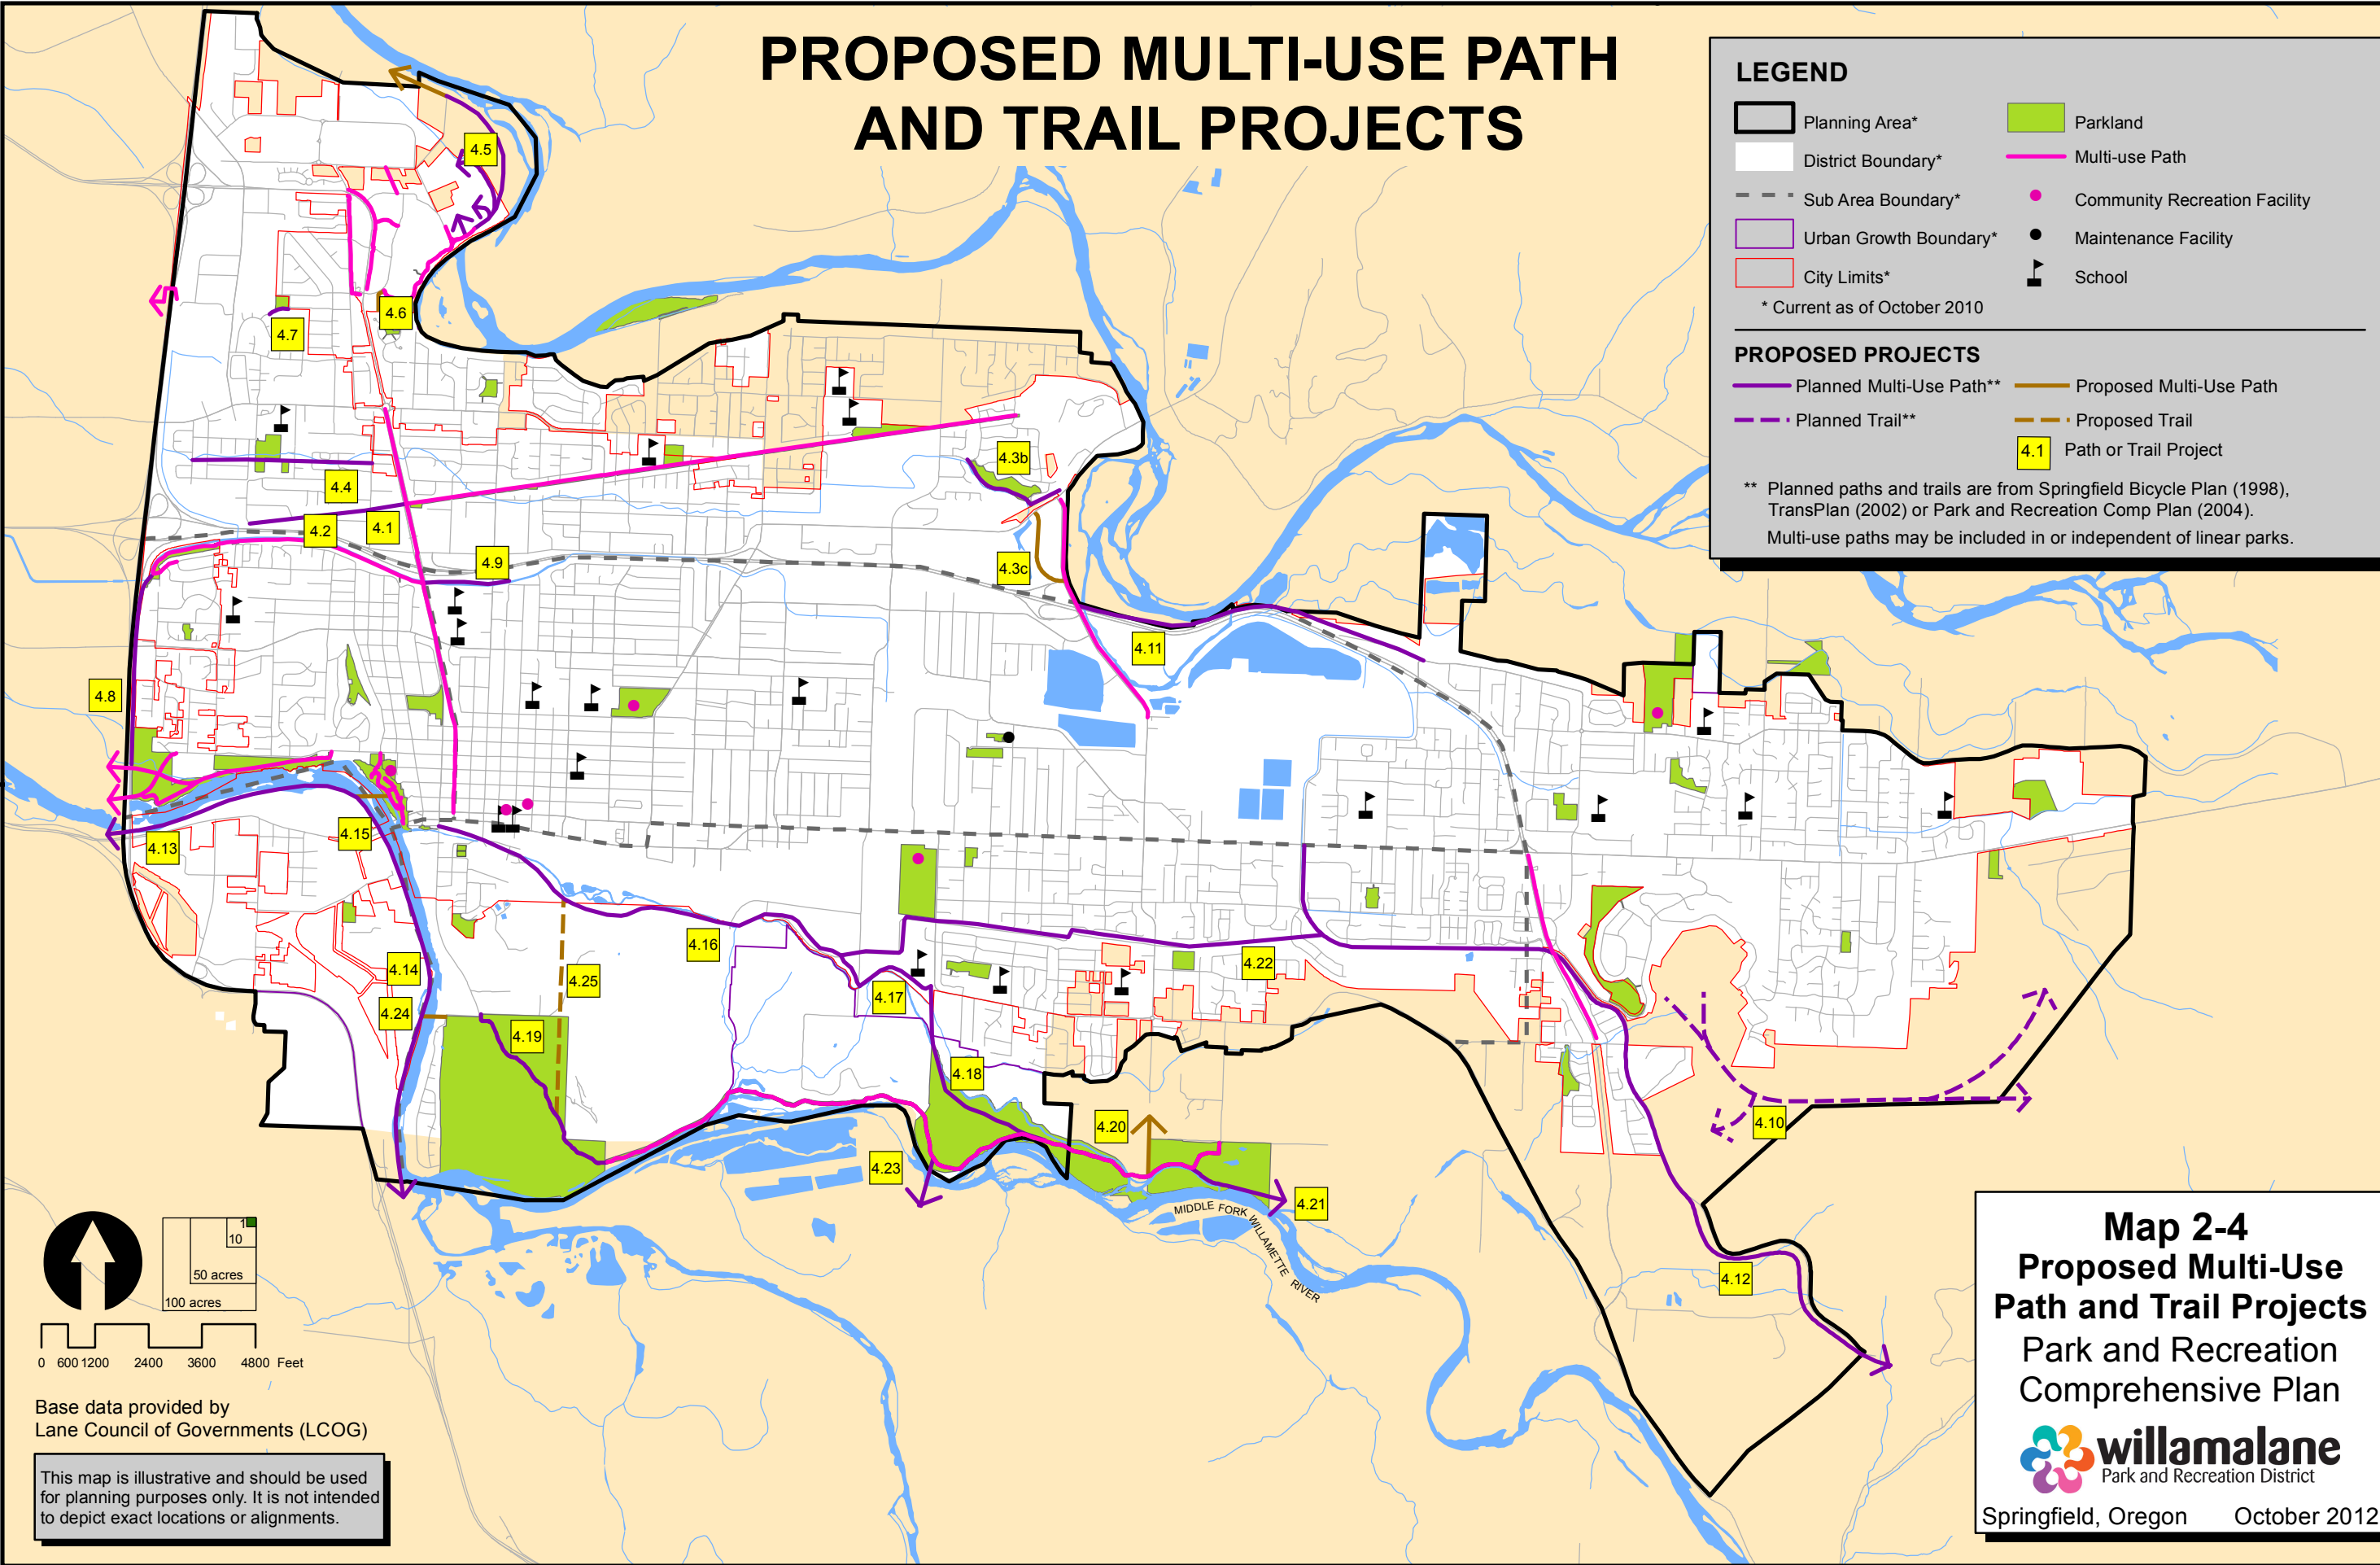 PROPOSED MULTI-USE PATH
AND TRAIL PROJECTS
LEGEND
Planning Area*
District Boundary*
Sub Area Boundary*
Urban Growth Boundary*
City Limits*
* Current as of October 2010
Parkland
Multi-use Path
Community Recreation Facility
Maintenance Facility
School
PROPOSED PROJECTS
Planned Multi-Use Path**
Planned Trail**
Proposed Multi-Use Path
Proposed Trail
4.1 Path or Trail Project
** Planned paths and trails are from Springfield Bicycle Plan (1998),
TransPlan (2002) or Park and Recreation Comp Plan (2004).
Multi-use paths may be included in or independent of linear parks.
4.5
4.6
4.7
4.3b
4.4
4.2
4.1
4.9
4.3c
4.11
4.8
4.15
4.13
4.16
4.22
4.14
4.25
4.17
4.24
4.19
4.18
4.20
4.10
4.23
4.21
4.12
MIDDLE FORK WILLAMETTE RIVER
1
10
50 acres
100 acres
0 600 1200 2400 3600 4800 Feet
Base data provided by
Lane Council of Governments (LCOG)
This map is illustrative and should be used
for planning purposes only. It is not intended
to depict exact locations or alignments.
Map 2-4
Proposed Multi-Use
Path and Trail Projects
Park and Recreation
Comprehensive Plan
willamalane
Park and Recreation District
Springfield, Oregon October 2012